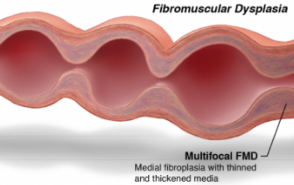 Fibromuscular Dysplasia
Multifocal FMD
Medial fibroplasia with thinned
and thickened media